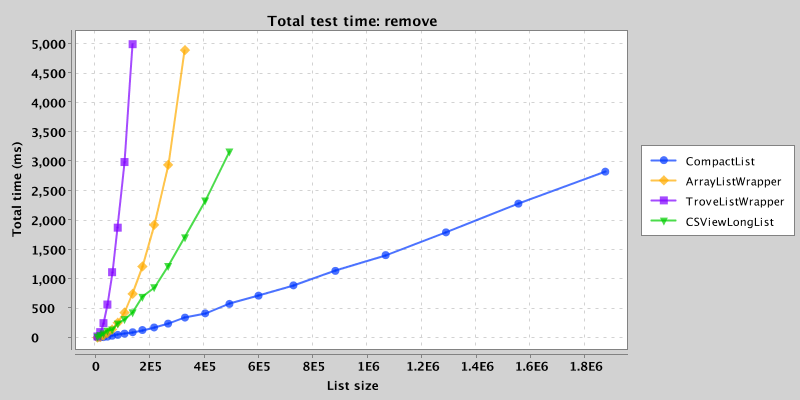 Total test time: remove
Total time (ms)
5,000
4,500
4,000
3,500
3,000
2,500
2,000
1,500
1,000
500
0
0 2E5 4E5 6E5 8E5 1E6 1.2E6 1.4E6 1.6E6 1.8E6
List size
CompactList
ArrayListWrapper
TroveListWrapper
CSViewLongList